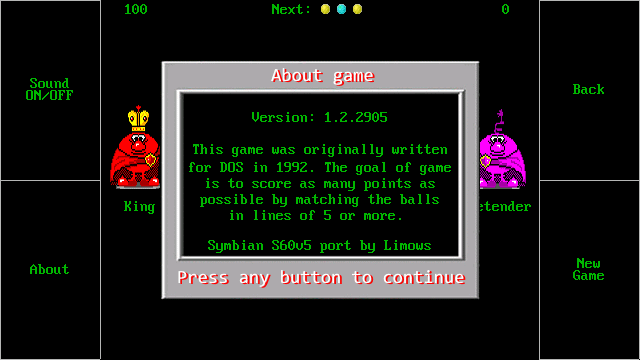 100
Next:
0
Sound
ON/OFF
Back
About game
Version: 1.2.2905
This game was originally written
for DOS in 1992. The goal of game
is to score as many points as
possible by matching the balls
in lines of 5 or more.
Symbian S60v5 port by Limows
King
etender
Press any button to continue
About
New
Game